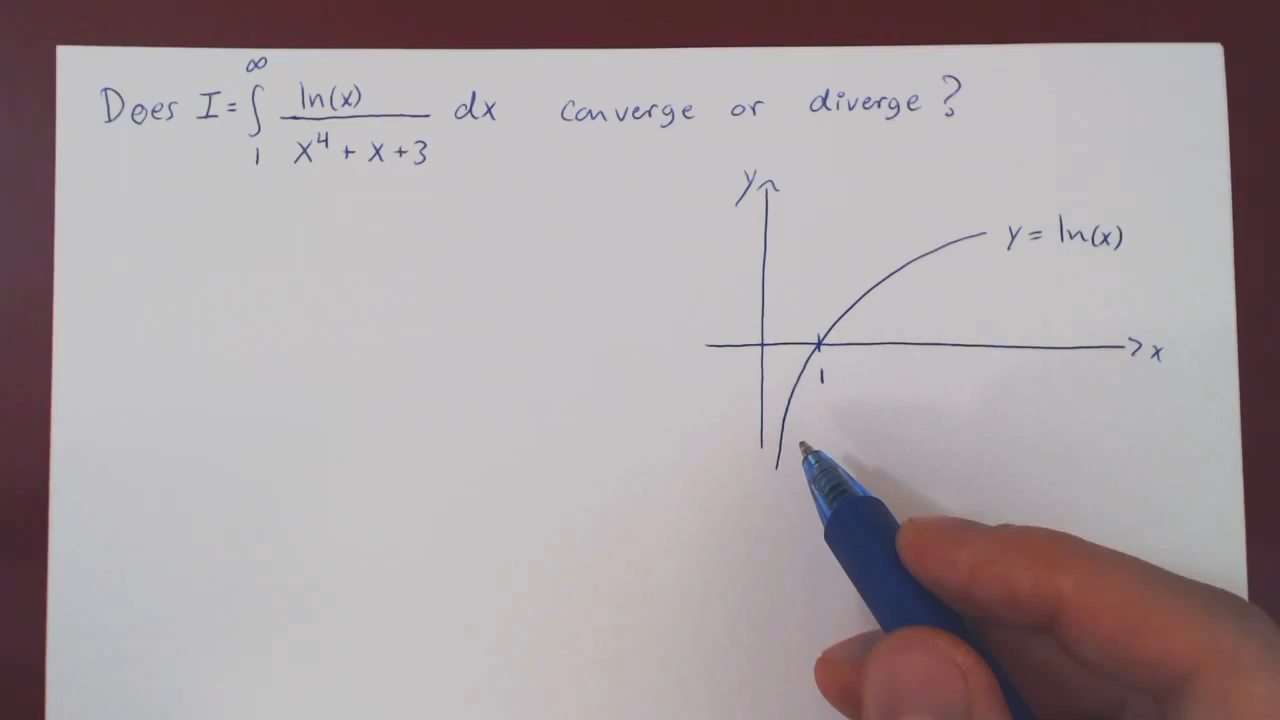 Does I = ∫₁^∞ ln(x) / (x⁴ + x + 3) dx converge or diverge?
y
y = ln(x)
x
1